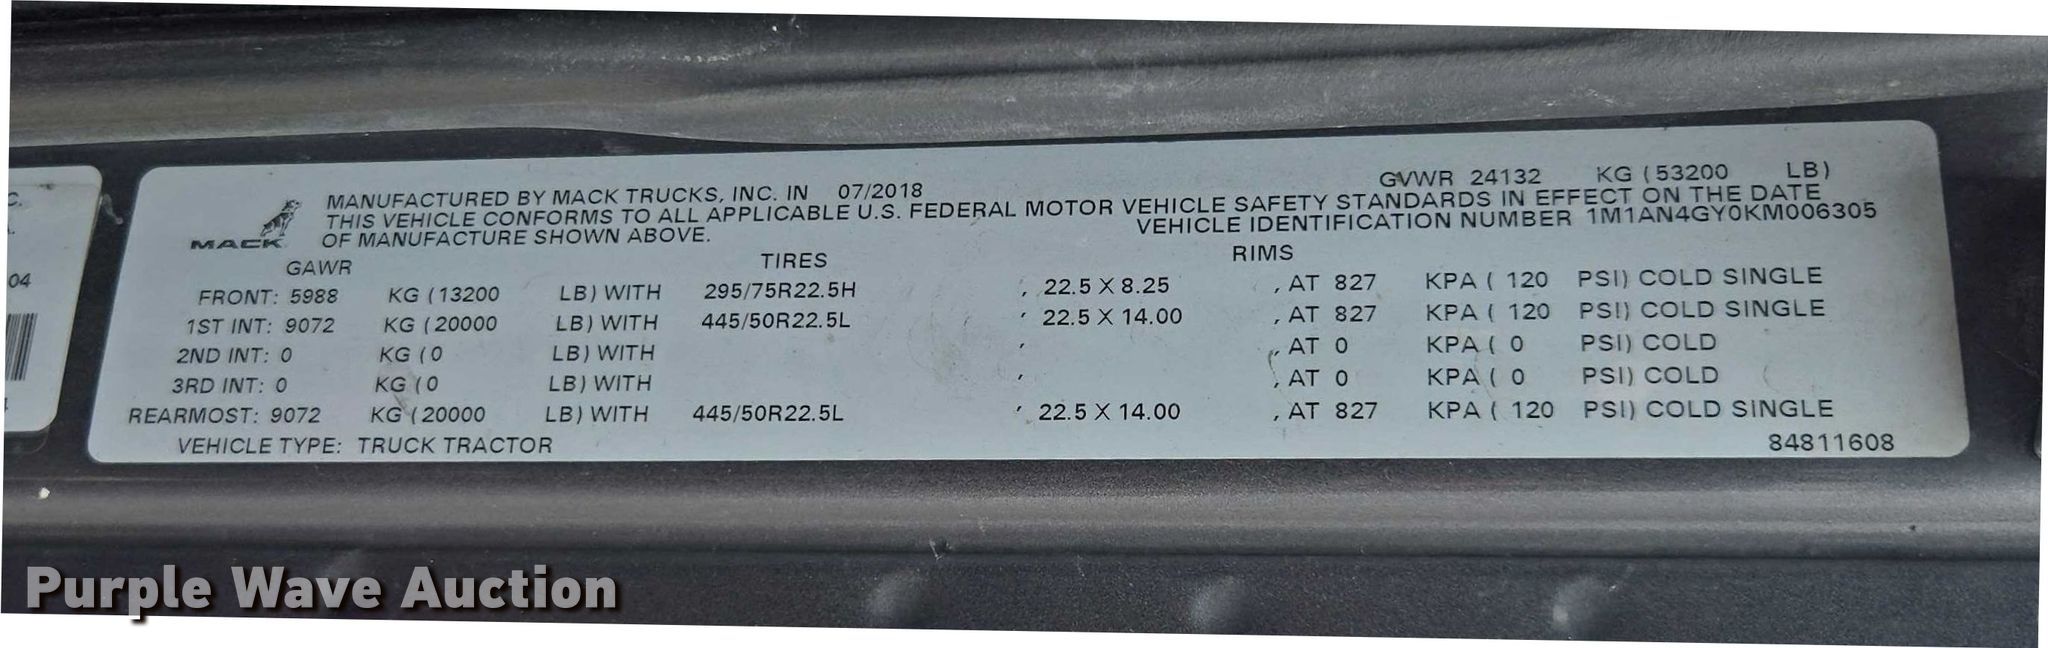 C.
A.
04
MACK
MANUFACTURED BY MACK TRUCKS, INC. IN 07/2018 GVWR 24132 KG (53200 LB)
THIS VEHICLE CONFORMS TO ALL APPLICABLE U.S. FEDERAL MOTOR VEHICLE SAFETY STANDARDS IN EFFECT ON THE DATE
OF MANUFACTURE SHOWN ABOVE. VEHICLE IDENTIFICATION NUMBER 1M1AN4GY0KM006305
GAWR TIRES RIMS
FRONT: 5988 KG (13200 LB) WITH 295/75R22.5H , 22.5 X 8.25 , AT 827 KPA ( 120 PSI) COLD SINGLE
1ST INT: 9072 KG (20000 LB) WITH 445/50R22.5L , 22.5 X 14.00 , AT 827 KPA ( 120 PSI) COLD SINGLE
2ND INT: 0 KG (0 LB) WITH , , AT 0 KPA ( 0 PSI) COLD
3RD INT: 0 KG (0 LB) WITH , , AT 0 KPA ( 0 PSI) COLD
REARMOST: 9072 KG (20000 LB) WITH 445/50R22.5L , 22.5 X 14.00 , AT 827 KPA ( 120 PSI) COLD SINGLE
VEHICLE TYPE: TRUCK TRACTOR 84811608
Purple Wave Auction